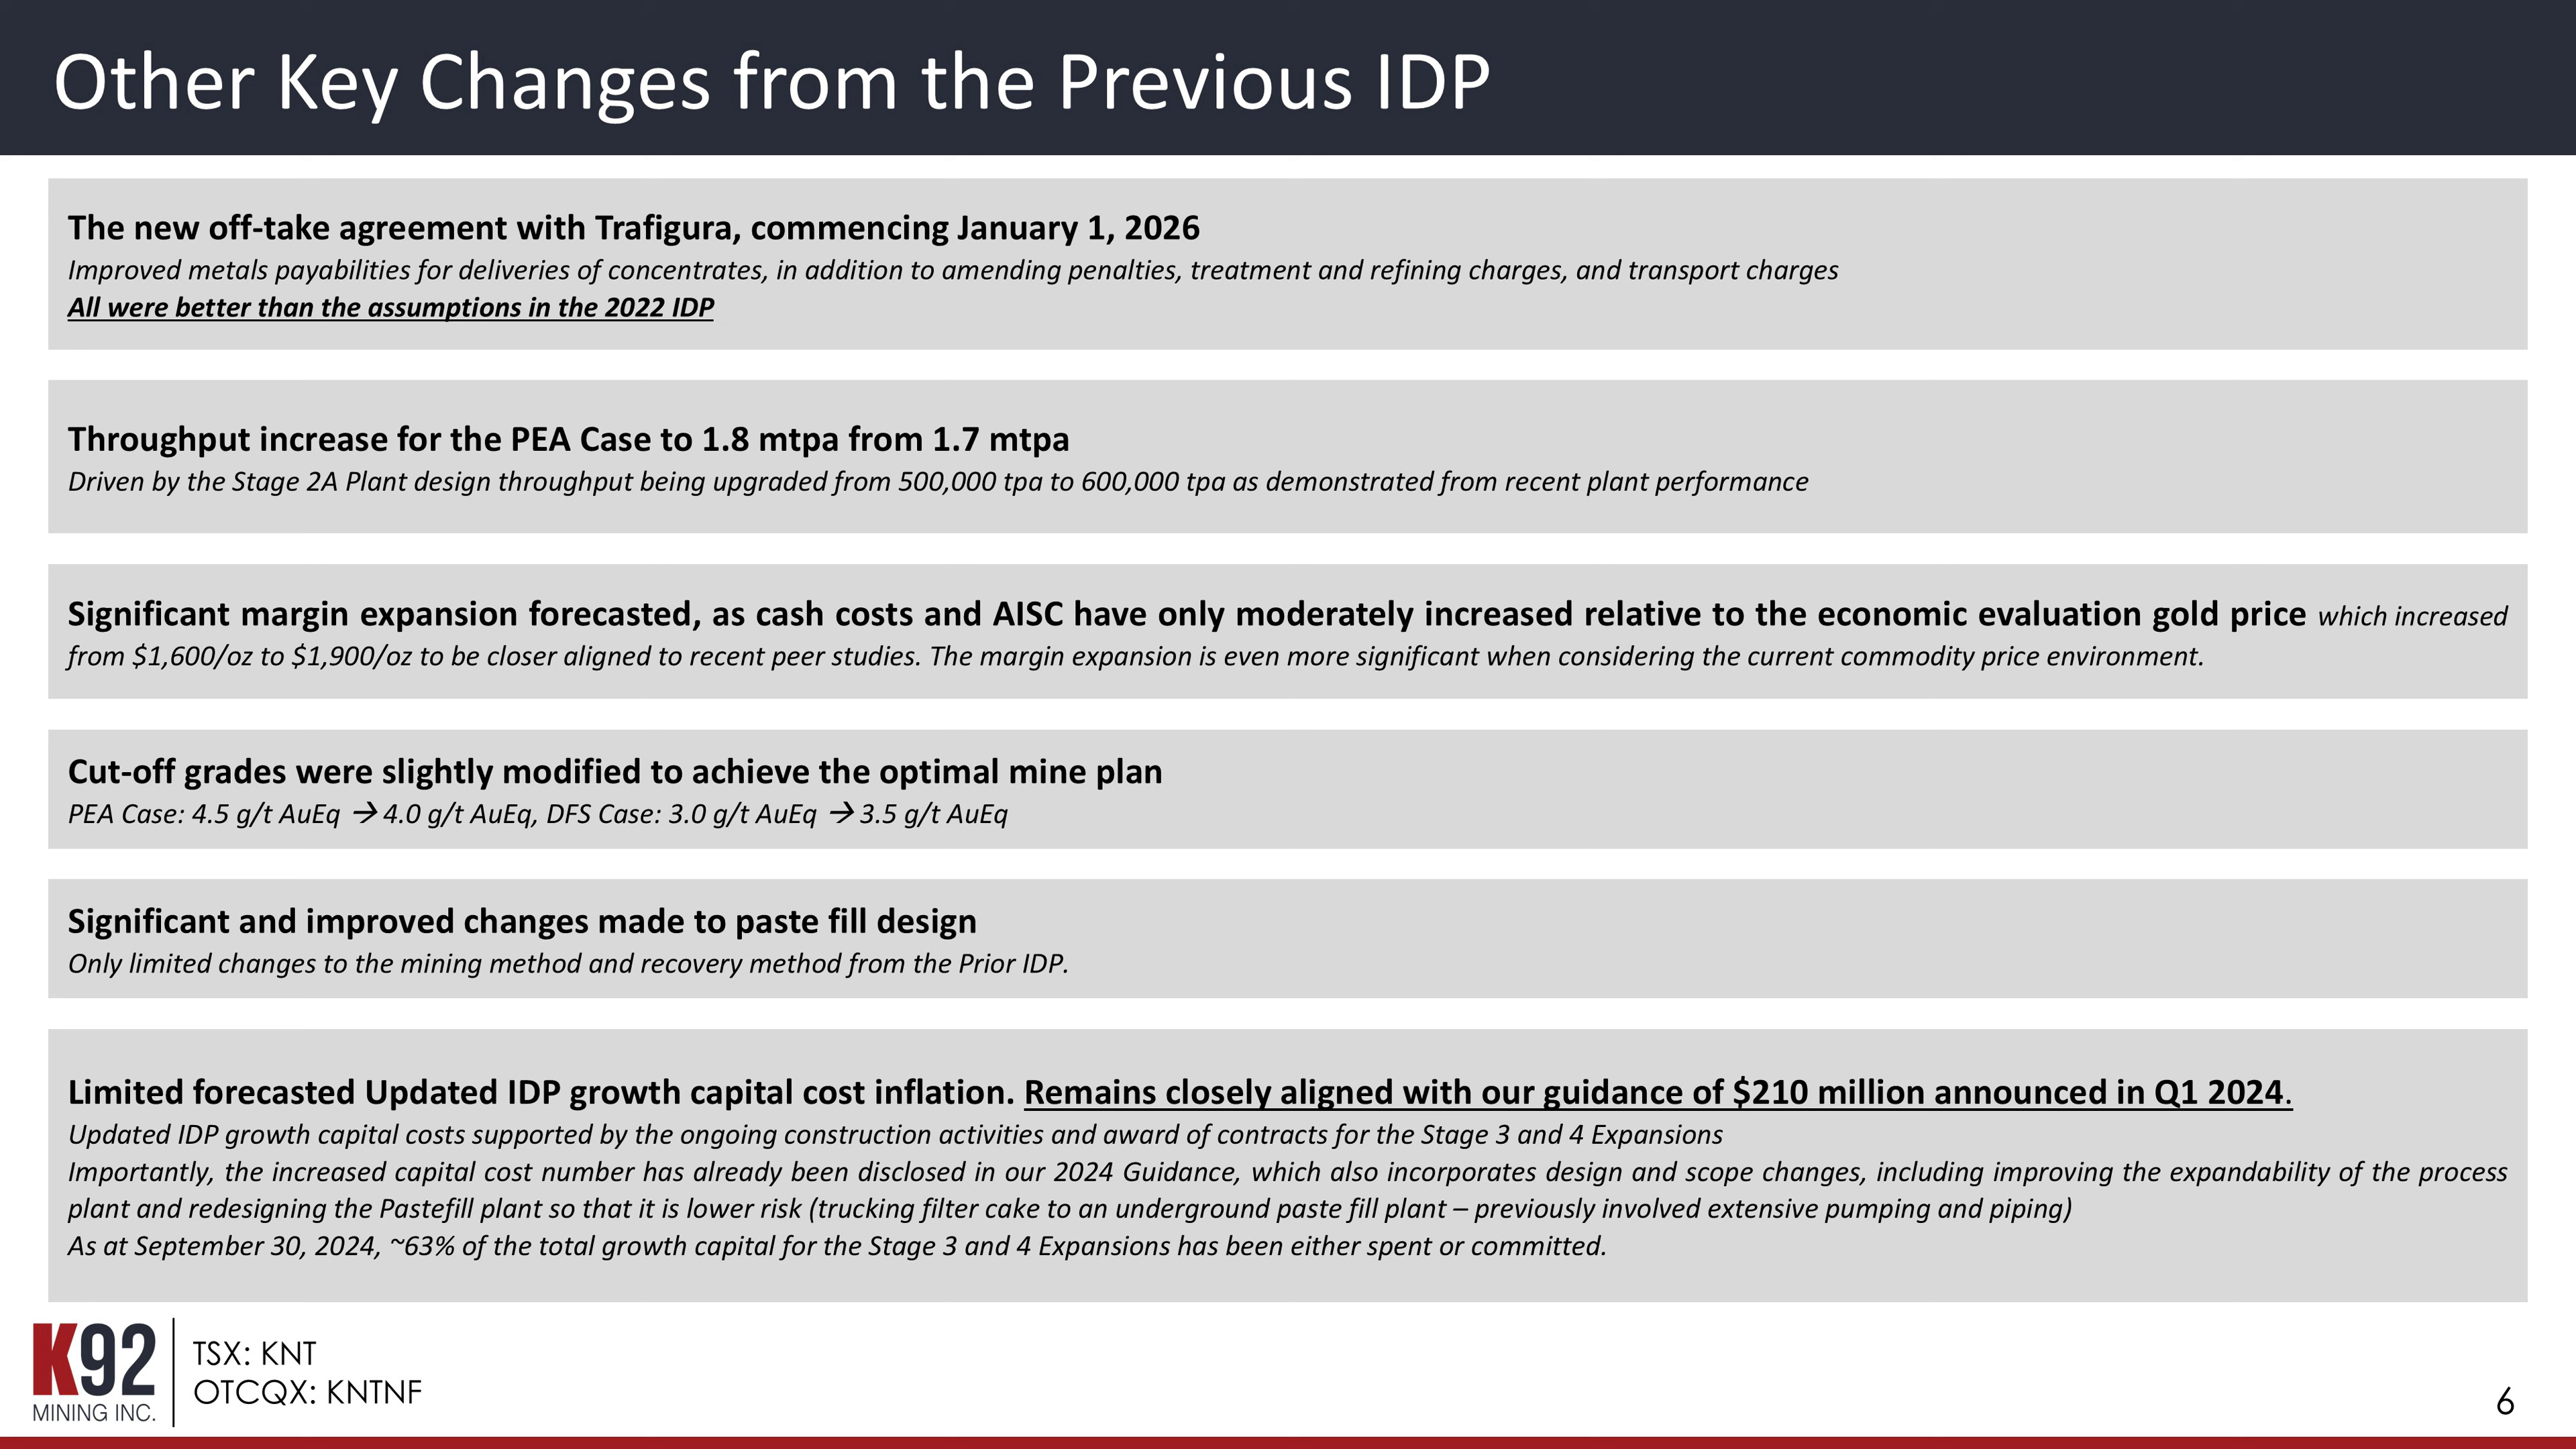 Other Key Changes from the Previous IDP
The new off-take agreement with Trafigura, commencing January 1, 2026
Improved metals payabilities for deliveries of concentrates, in addition to amending penalties, treatment and refining charges, and transport charges
All were better than the assumptions in the 2022 IDP
Throughput increase for the PEA Case to 1.8 mtpa from 1.7 mtpa
Driven by the Stage 2A Plant design throughput being upgraded from 500,000 tpa to 600,000 tpa as demonstrated from recent plant performance
Significant margin expansion forecasted, as cash costs and AISC have only moderately increased relative to the economic evaluation gold price which increased
from $1,600/oz to $1,900/oz to be closer aligned to recent peer studies. The margin expansion is even more significant when considering the current commodity price environment.
Cut-off grades were slightly modified to achieve the optimal mine plan
PEA Case: 4.5 g/t AuEq → 4.0 g/t AuEq, DFS Case: 3.0 g/t AuEq → 3.5 g/t AuEq
Significant and improved changes made to paste fill design
Only limited changes to the mining method and recovery method from the Prior IDP.
Limited forecasted Updated IDP growth capital cost inflation. Remains closely aligned with our guidance of $210 million announced in Q1 2024.
Updated IDP growth capital costs supported by the ongoing construction activities and award of contracts for the Stage 3 and 4 Expansions
Importantly, the increased capital cost number has already been disclosed in our 2024 Guidance, which also incorporates design and scope changes, including improving the expandability of the process
plant and redesigning the Pastefill plant so that it is lower risk (trucking filter cake to an underground paste fill plant – previously involved extensive pumping and piping)
As at September 30, 2024, ~63% of the total growth capital for the Stage 3 and 4 Expansions has been either spent or committed.
K92
MINING INC.
TSX: KNT
OTCQX: KNTNF
6